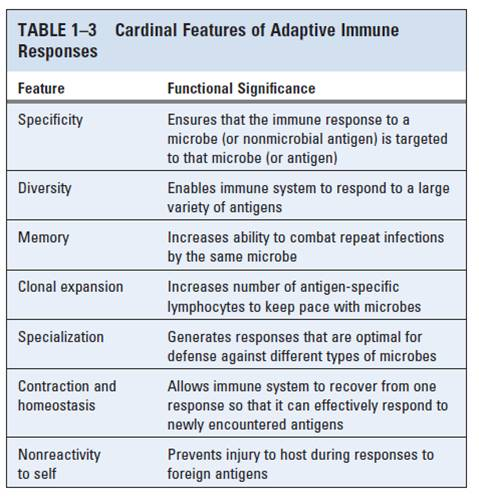 TABLE 1–3 Cardinal Features of Adaptive Immune
Responses
Feature Functional Significance
Specificity Ensures that the immune response to a
microbe (or nonmicrobial antigen) is targeted
to that microbe (or antigen)
Diversity Enables immune system to respond to a large
variety of antigens
Memory Increases ability to combat repeat infections
by the same microbe
Clonal expansion Increases number of antigen-specific
lymphocytes to keep pace with microbes
Specialization Generates responses that are optimal for
defense against different types of microbes
Contraction and Allows immune system to recover from one
homeostasis response so that it can effectively respond to
newly encountered antigens
Nonreactivity Prevents injury to host during responses to
to self foreign antigens